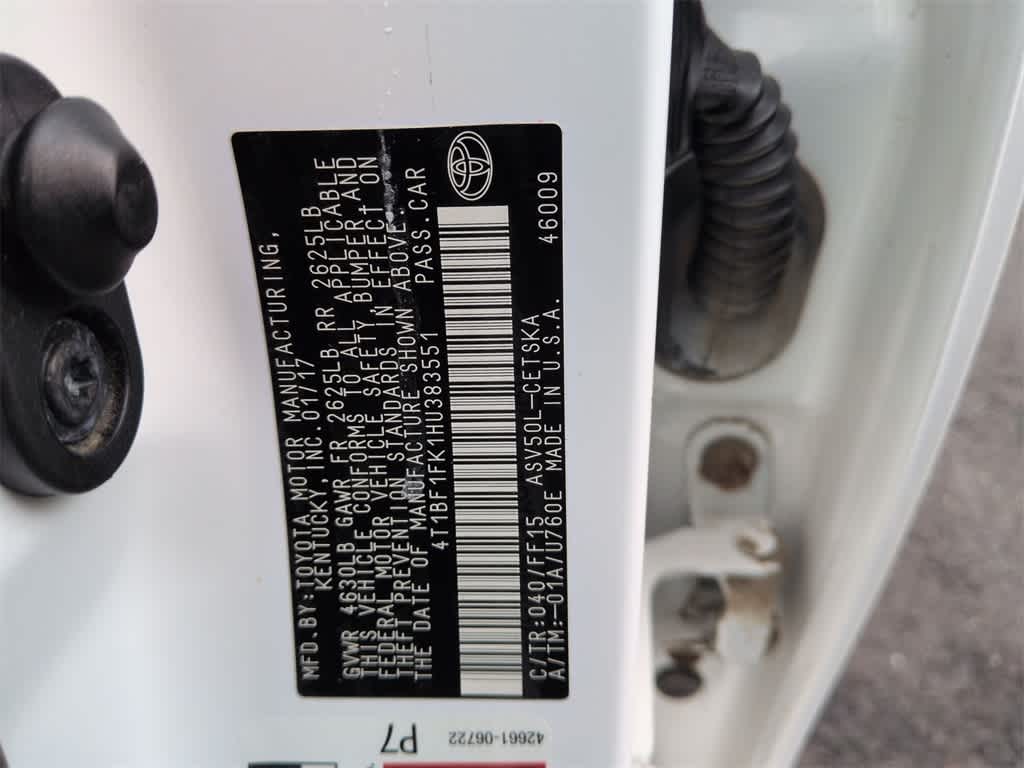 MFD.BY:TOYOTA MOTOR MANUFACTURING,
KENTUCKY, INC.01/17
GVWR 4630LB GAWR FR 2625LB RR 2625LB
THIS VEHICLE CONFORMS TO ALL APPLICABLE
FEDERAL MOTOR VEHICLE SAFETY,BUMPER,AND
THEFT PREVENTION STANDARDS IN EFFECT ON
THE DATE OF MANUFACTURE SHOWN ABOVE.
4T1BF1FK1HU383551 PASS.CAR
C/TR:040/FF15 ASV50L-CETSKA 46009
A/TM:-01A/U760E MADE IN U.S.A.
42661-06722
P7